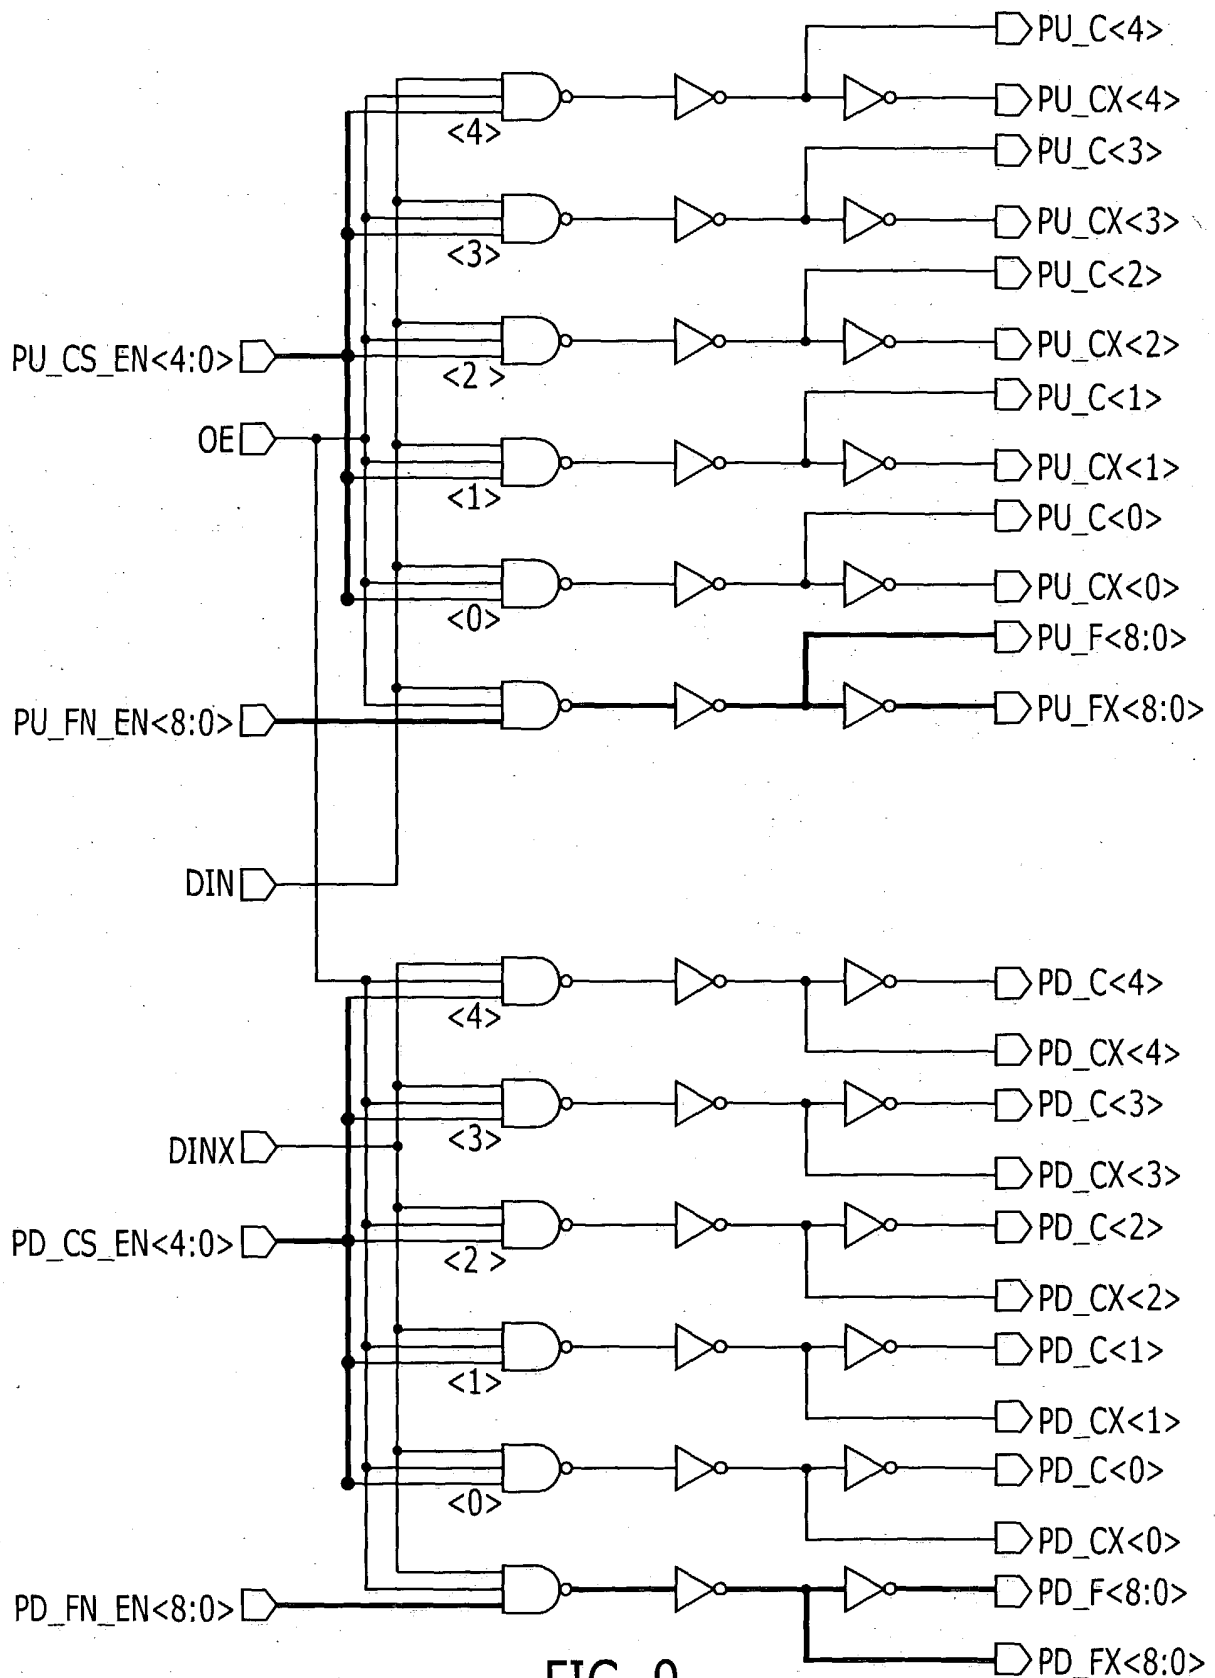 PU_C<4>
PU_CX<4>
<4>
PU_C<3>
PU_CX<3>
<3>
PU_C<2>
PU_CS_EN<4:0>
PU_CX<2>
<2 >
PU_C<1>
OE
PU_CX<1>
<1>
PU_C<0>
PU_CX<0>
<0>
PU_F<8:0>
PU_FN_EN<8:0>
PU_FX<8:0>
DIN
PD_C<4>
<4>
PD_CX<4>
PD_C<3>
<3>
DINX
PD_CX<3>
PD_C<2>
PD_CS_EN<4:0>
<2 >
PD_CX<2>
PD_C<1>
<1>
PD_CX<1>
PD_C<0>
<0>
PD_CX<0>
PD_F<8:0>
PD_FN_EN<8:0>
PD_FX<8:0>
FIG. 9